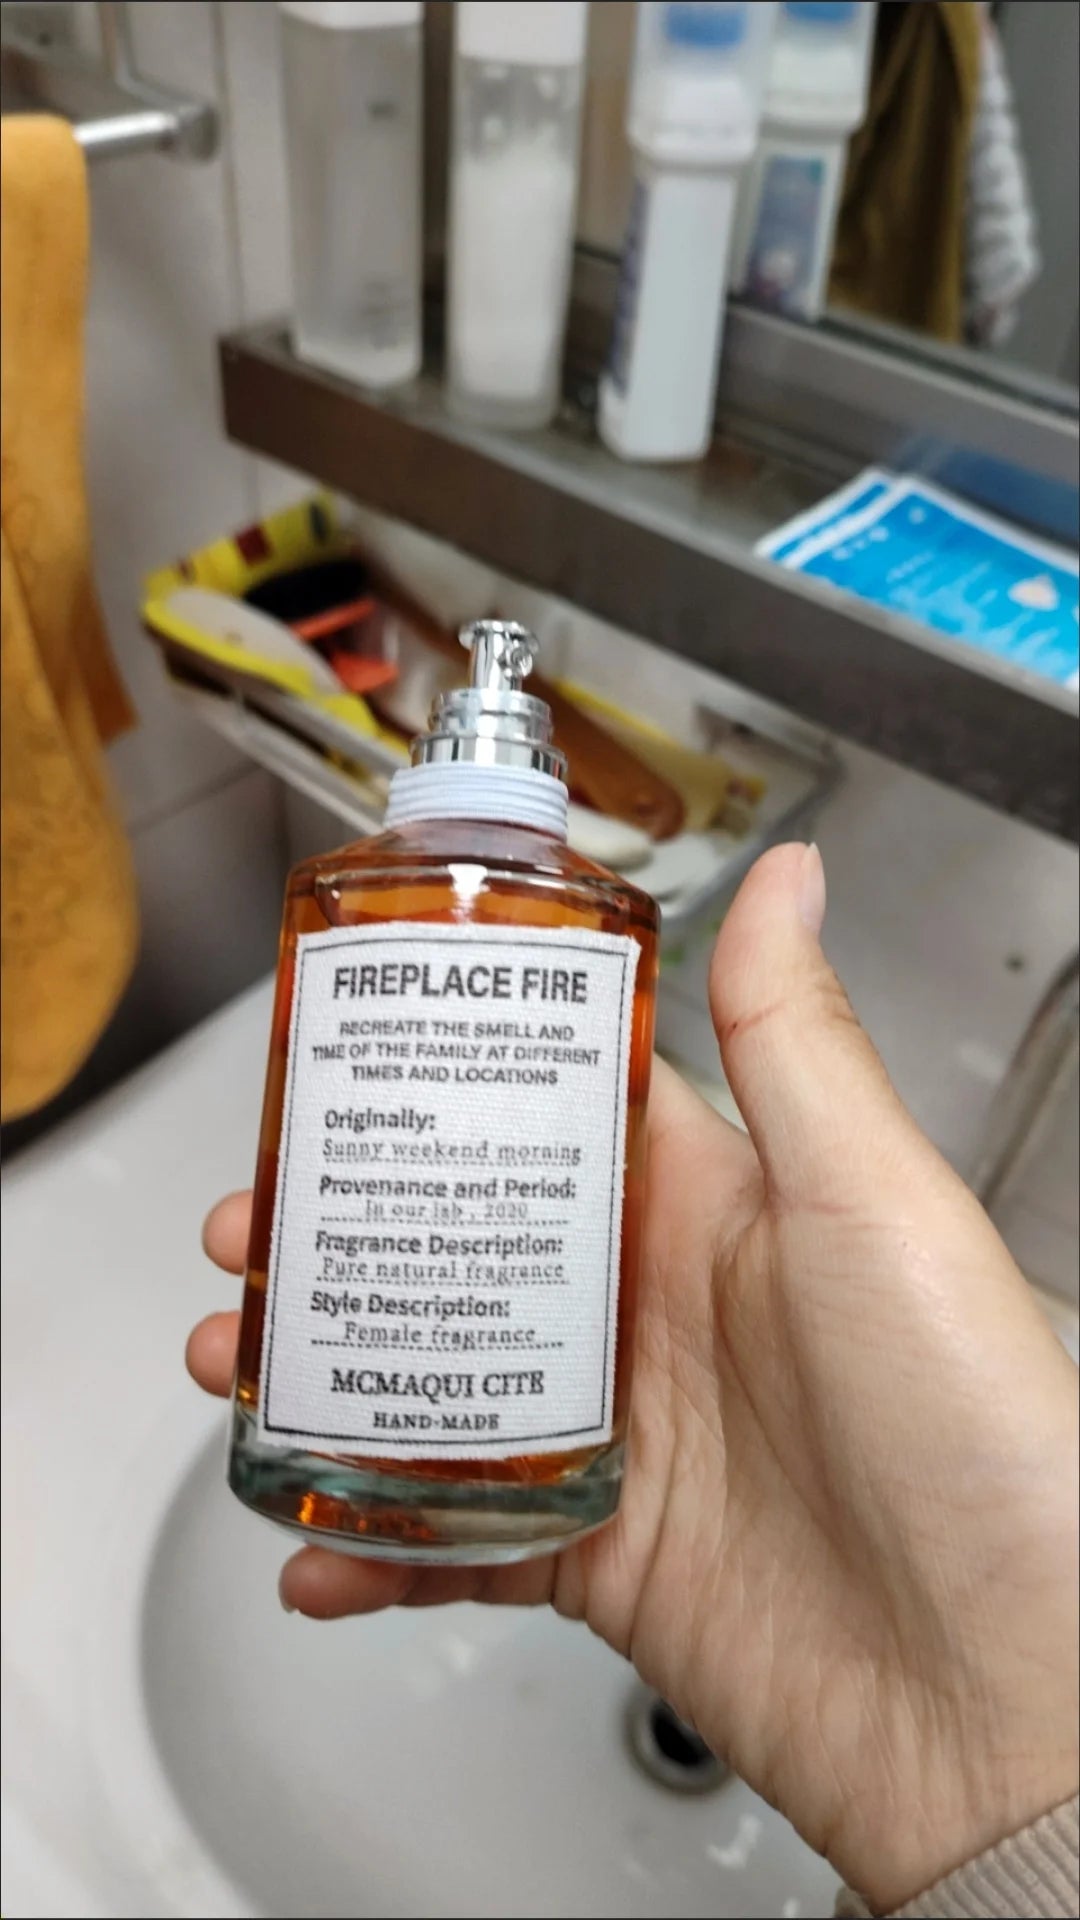 FIREPLACE FIRE
RECREATE THE SMELL AND
TIME OF THE FAMILY AT DIFFERENT
TIMES AND LOCATIONS
Originally:
Sunny weekend morning
Provenance and Period:
In our lab, 2020
Fragrance Description:
Pure natural fragrance
Style Description:
Female fragrance
MCMAQUI CITE
HAND-MADE